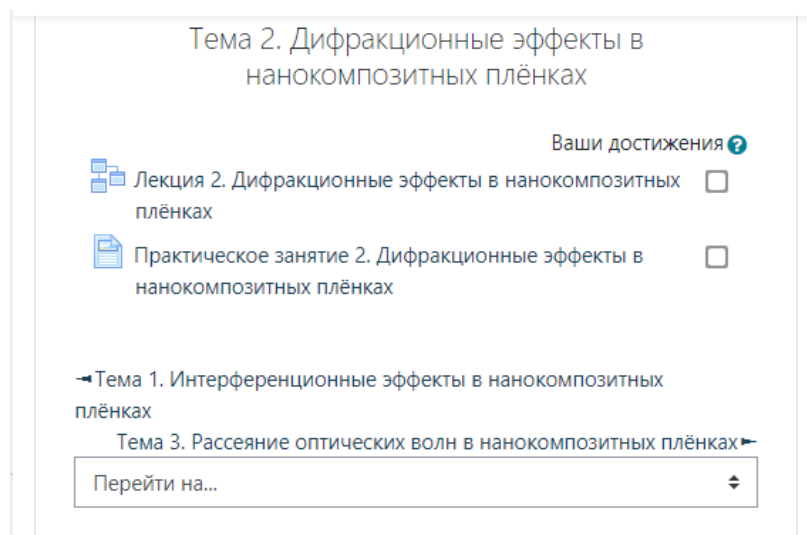 Тема 2. Дифракционные эффекты в
нанокомпозитных плёнках
Ваши достижения
Лекция 2. Дифракционные эффекты в нанокомпозитных
плёнках
Практическое занятие 2. Дифракционные эффекты в
нанокомпозитных плёнках
Тема 1. Интерференционные эффекты в нанокомпозитных
плёнках
Тема 3. Рассеяние оптических волн в нанокомпозитных плёнках
Перейти на...